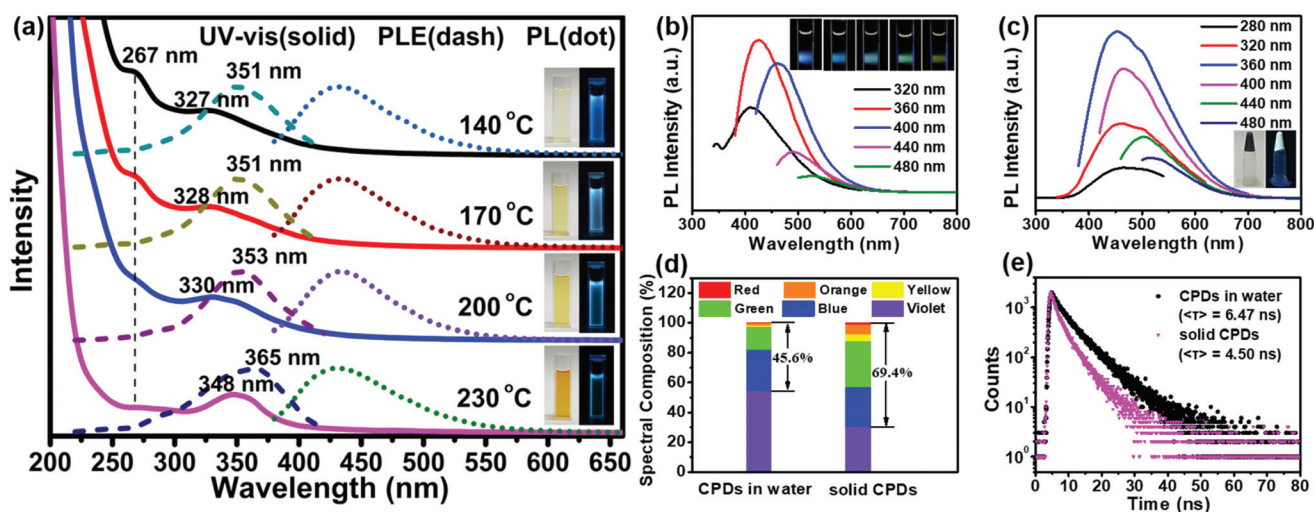 (a)
UV-vis(solid) PLE(dash) PL(dot)
267 nm
351 nm
327 nm
140 °C
351 nm
328 nm
170 °C
353 nm
330 nm
200 °C
365 nm
348 nm
230 °C
Intensity
200 250 300 350 400 450 500 550 600 650
Wavelength (nm)
(b)
320 nm
360 nm
400 nm
440 nm
480 nm
PL Intensity (a.u.)
300 400 500 600 700 800
Wavelength (nm)
(c)
280 nm
320 nm
360 nm
400 nm
440 nm
480 nm
PL Intensity (a.u.)
300 400 500 600 700 800
Wavelength (nm)
(d)
Red Orange Yellow
Green Blue Violet
Spectral Composition (%)
100
80
60
40
20
0
45.6%
69.4%
CPDs in water solid CPDs
(e)
CPDs in water
(<τ> = 6.47 ns)
solid CPDs
(<τ> = 4.50 ns)
Counts
10³
10²
10¹
10⁰
0 10 20 30 40 50 60 70 80
Time (ns)